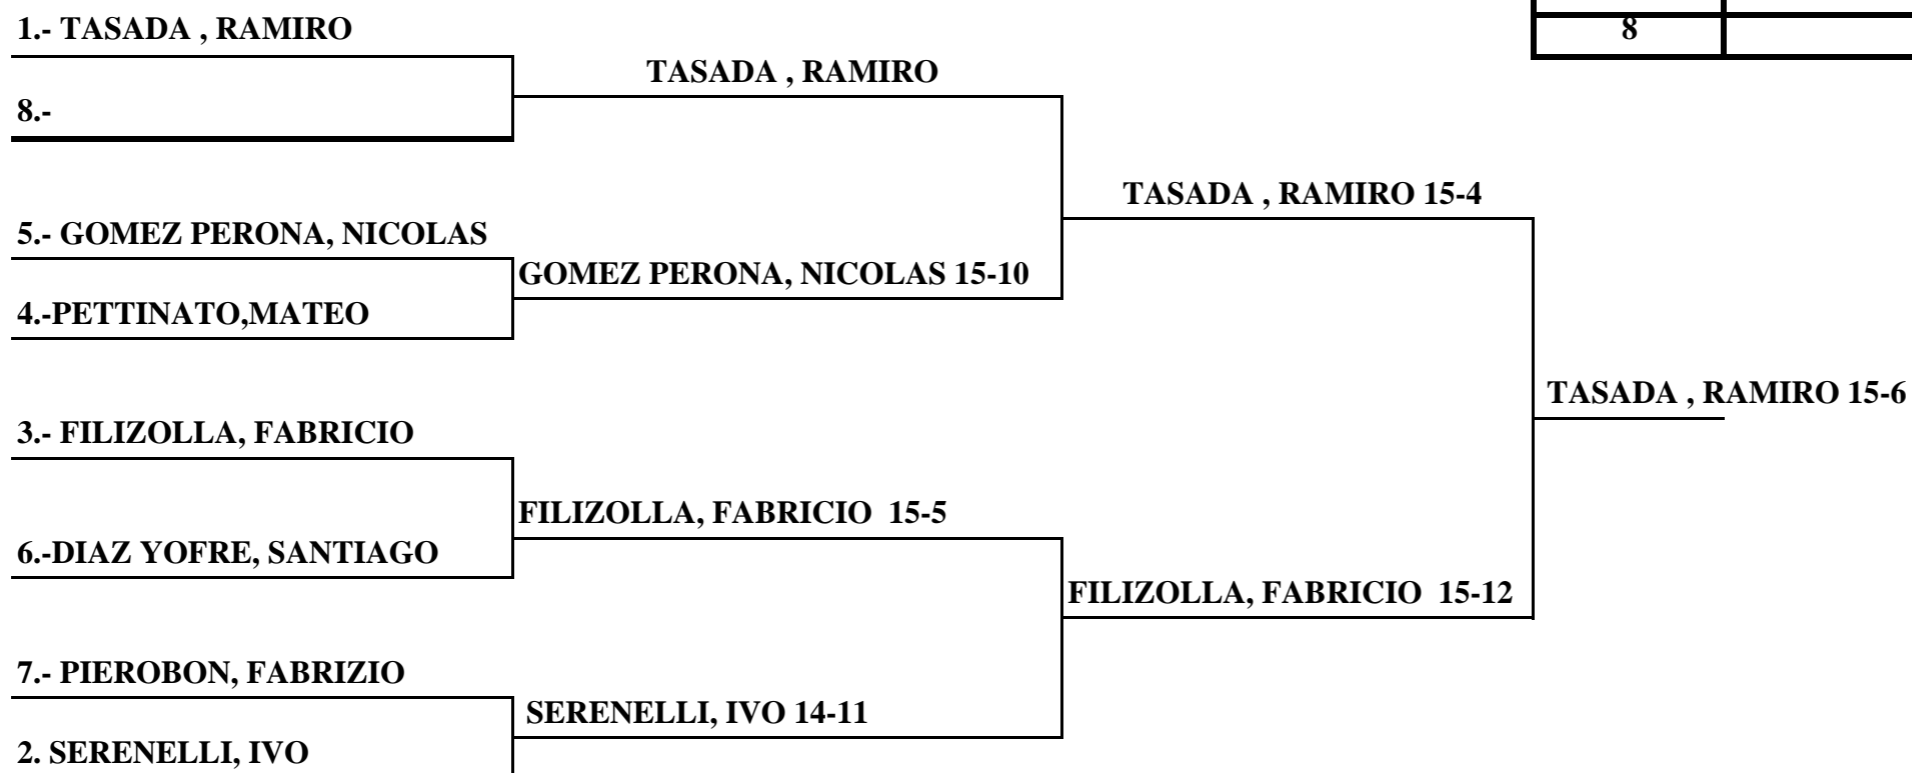 1.- TASADA , RAMIRO
8
TASADA , RAMIRO
8.-
TASADA , RAMIRO 15-4
5.- GOMEZ PERONA, NICOLAS
GOMEZ PERONA, NICOLAS 15-10
4.-PETTINATO,MATEO
TASADA , RAMIRO 15-6
3.- FILIZOLLA, FABRICIO
FILIZOLLA, FABRICIO  15-5
6.-DIAZ YOFRE, SANTIAGO
FILIZOLLA, FABRICIO  15-12
7.- PIEROBON, FABRIZIO
SERENELLI, IVO 14-11
2. SERENELLI, IVO